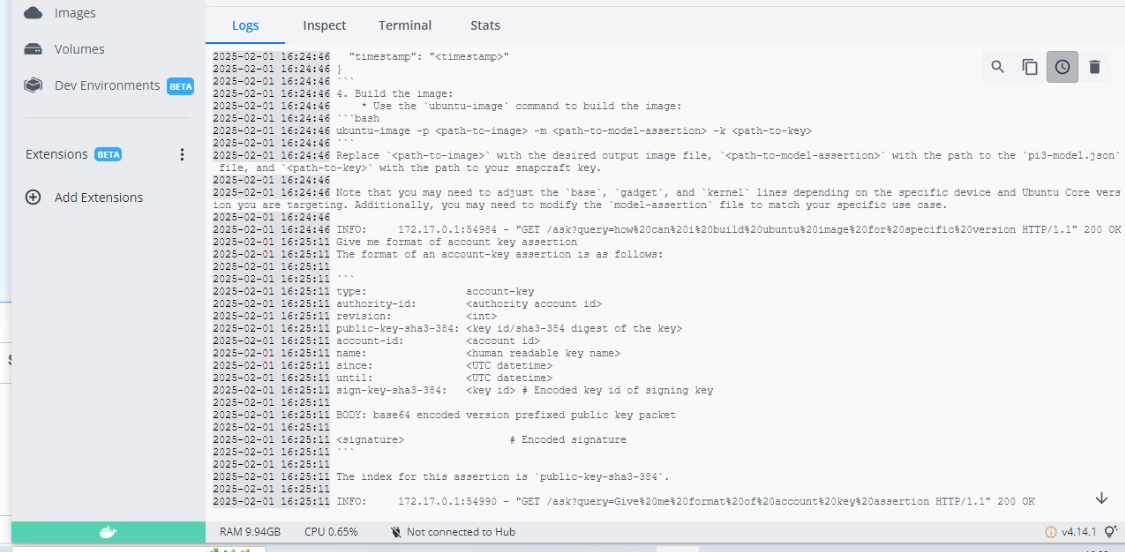 Images
Volumes
Dev Environments BETA
Extensions BETA
Add Extensions
Logs Inspect Terminal Stats
2025-02-01 16:24:46   "timestamp": "<timestamp>"
2025-02-01 16:24:46 }
2025-02-01 16:24:46 ```
2025-02-01 16:24:46 4. Build the image:
2025-02-01 16:24:46     * Use the `ubuntu-image` command to build the image:
2025-02-01 16:24:46 ```bash
2025-02-01 16:24:46 ubuntu-image -p <path-to-image> -m <path-to-model-assertion> -k <path-to-key>
2025-02-01 16:24:46 ```
2025-02-01 16:24:46 Replace `<path-to-image>` with the desired output image file, `<path-to-model-assertion>` with the path to the `pi3-model.json`
file, and `<path-to-key>` with the path to your snapcraft key.
2025-02-01 16:24:46
2025-02-01 16:24:46 Note that you may need to adjust the `base`, `gadget`, and `kernel` lines depending on the specific device and Ubuntu Core vers
ion you are targeting. Additionally, you may need to modify the `model-assertion` file to match your specific use case.
2025-02-01 16:24:46
2025-02-01 16:24:46 INFO:     172.17.0.1:54984 - "GET /ask?query=how%20can%20i%20build%20ubuntu%20image%20for%20specific%20version HTTP/1.1" 200 OK
2025-02-01 16:25:11 Give me format of account key assertion
2025-02-01 16:25:11 The format of an account-key assertion is as follows:
2025-02-01 16:25:11
2025-02-01 16:25:11 ```
2025-02-01 16:25:11 type:                account-key
2025-02-01 16:25:11 authority-id:        <authority account id>
2025-02-01 16:25:11 revision:            <int>
2025-02-01 16:25:11 public-key-sha3-384: <key id/sha3-384 digest of the key>
2025-02-01 16:25:11 account-id:          <account id>
2025-02-01 16:25:11 name:                <human readable key name>
2025-02-01 16:25:11 since:               <UTC datetime>
2025-02-01 16:25:11 until:               <UTC datetime>
2025-02-01 16:25:11 sign-key-sha3-384:   <key id> # Encoded key id of signing key
2025-02-01 16:25:11
2025-02-01 16:25:11 BODY: base64 encoded version prefixed public key packet
2025-02-01 16:25:11
2025-02-01 16:25:11 <signature>                 # Encoded signature
2025-02-01 16:25:11 ```
2025-02-01 16:25:11
2025-02-01 16:25:11 The index for this assertion is `public-key-sha3-384`.
2025-02-01 16:25:11
2025-02-01 16:25:11 INFO:     172.17.0.1:54990 - "GET /ask?query=Give%20me%20format%20of%20account%20key%20assertion HTTP/1.1" 200 OK
RAM 9.94GB CPU 0.65% Not connected to Hub v4.14.1